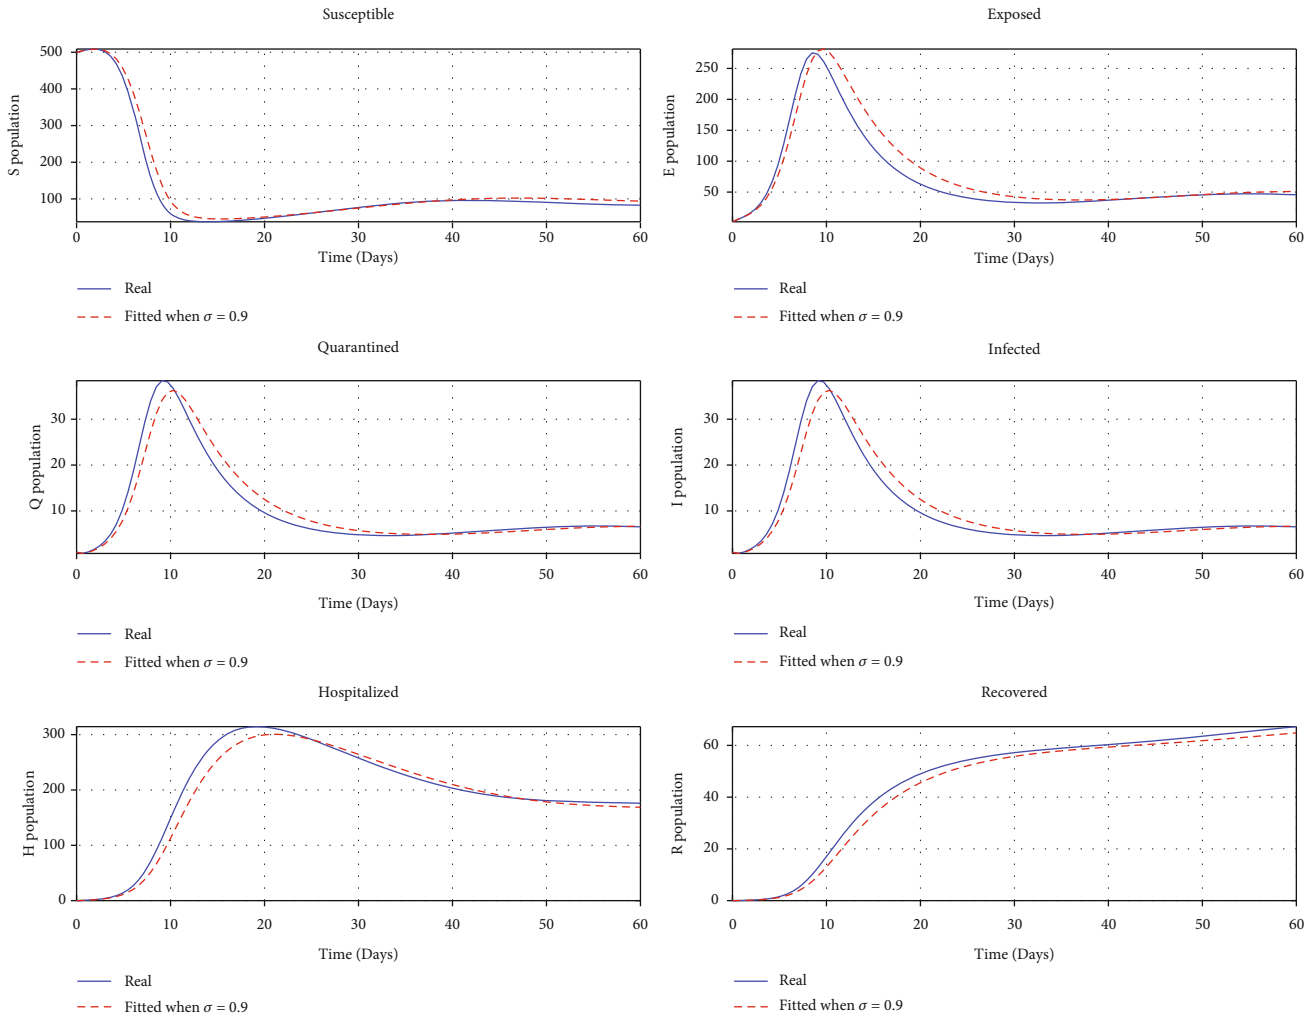 Susceptible
S population
500
400
300
200
100
0 10 20 30 40 50 60
Time (Days)
Real
Fitted when σ = 0.9
Exposed
E population
250
200
150
100
50
0 10 20 30 40 50 60
Time (Days)
Real
Fitted when σ = 0.9
Quarantined
Q population
30
20
10
0 10 20 30 40 50 60
Time (Days)
Real
Fitted when σ = 0.9
Infected
I population
30
20
10
0 10 20 30 40 50 60
Time (Days)
Real
Fitted when σ = 0.9
Hospitalized
H population
300
200
100
0
0 10 20 30 40 50 60
Time (Days)
Real
Fitted when σ = 0.9
Recovered
R population
60
40
20
0
0 10 20 30 40 50 60
Time (Days)
Real
Fitted when σ = 0.9